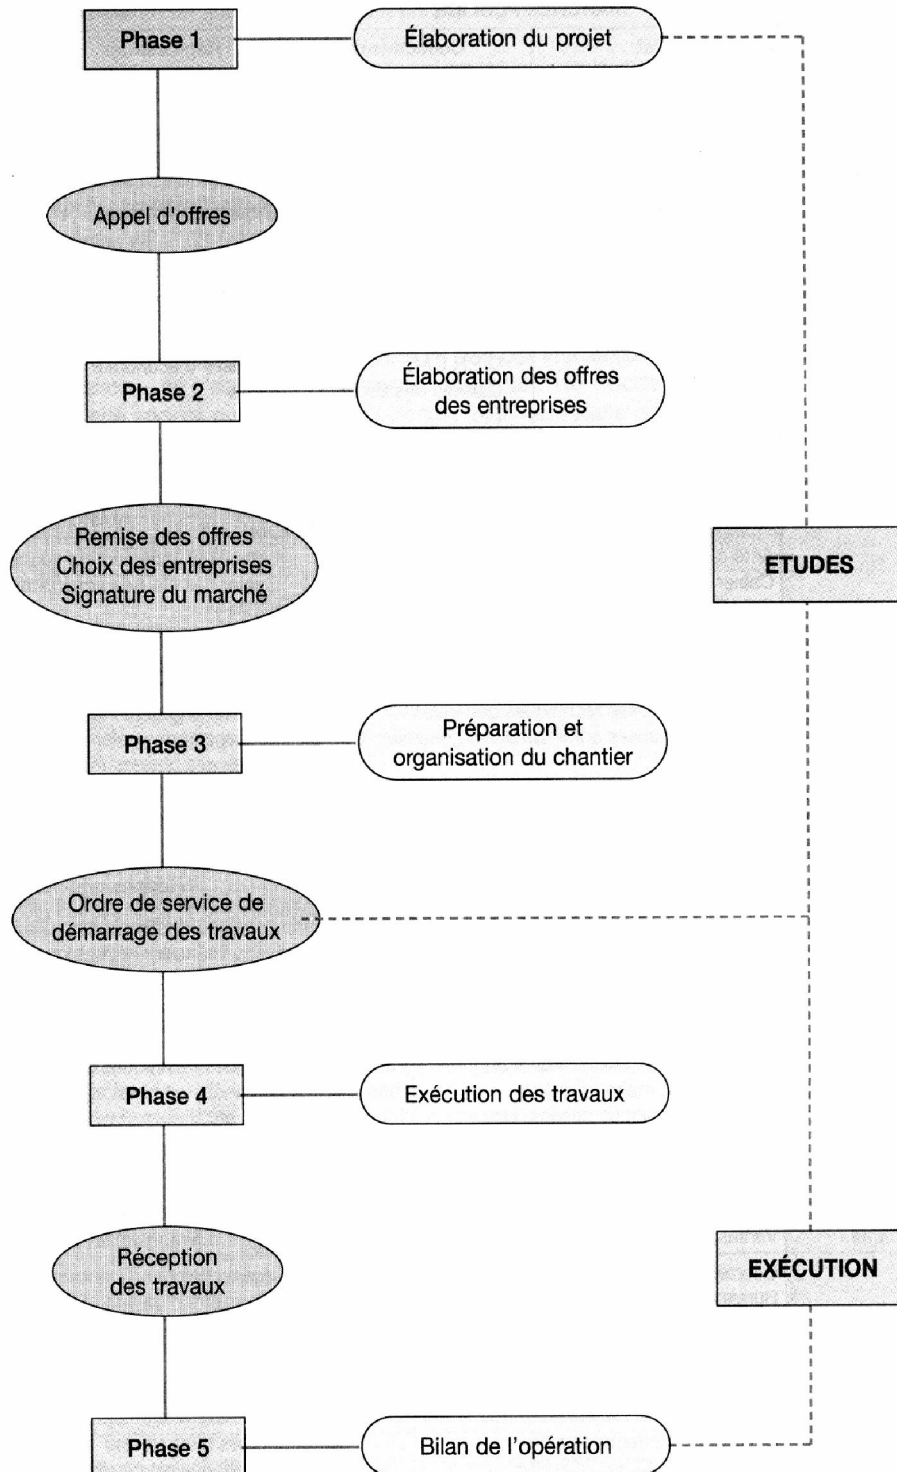 Phase 1
Élaboration du projet
Appel d'offres
Phase 2
Élaboration des offres
des entreprises
Remise des offres
Choix des entreprises
Signature du marché
ETUDES
Phase 3
Préparation et
organisation du chantier
Ordre de service de
démarrage des travaux
Phase 4
Exécution des travaux
Réception
des travaux
EXÉCUTION
Phase 5
Bilan de l'opération